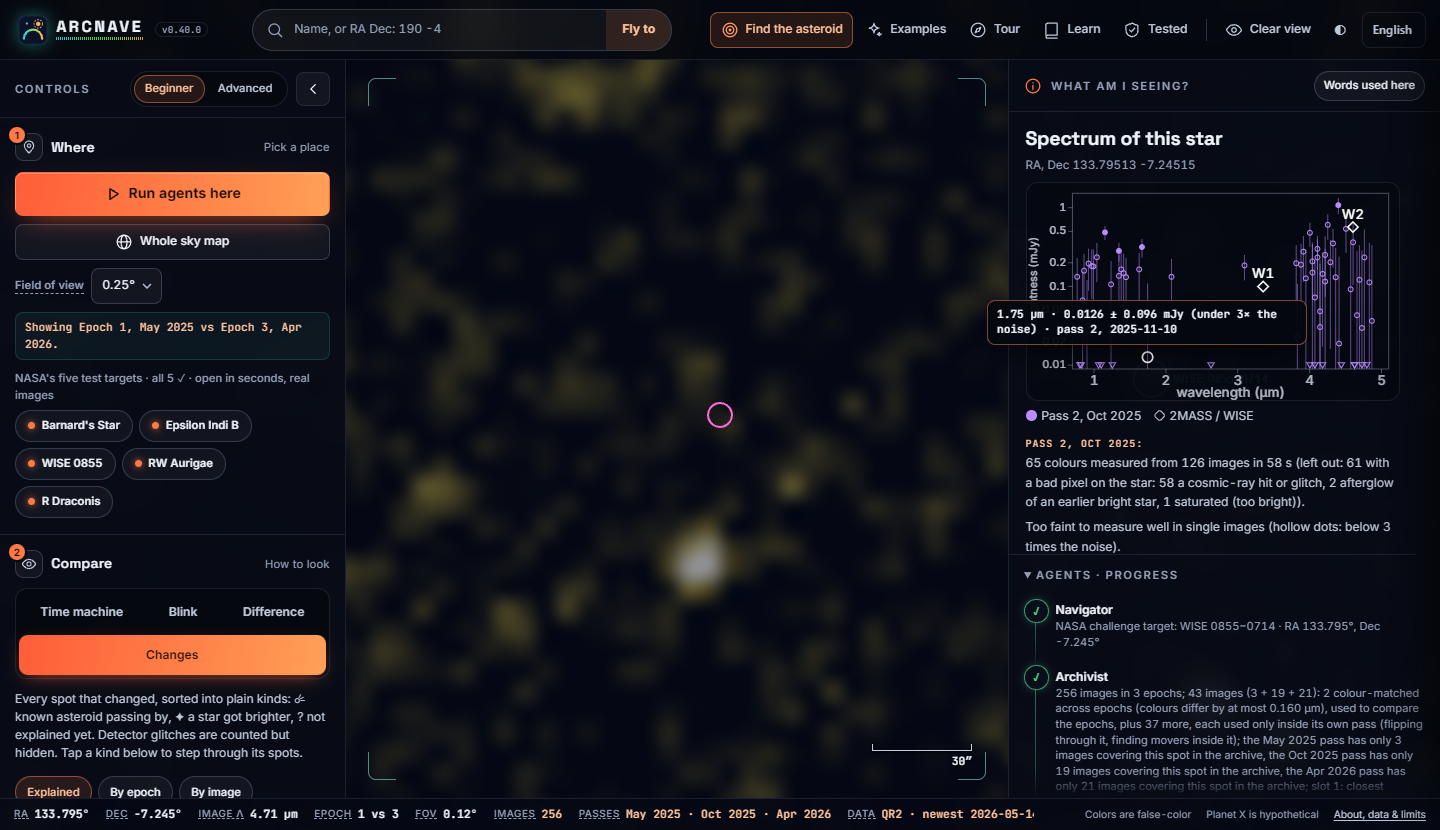 ARCNAVE v0.40.0
Name, or RA Dec: 190 -4 Fly to
Find the asteroid Examples Tour Learn Tested Clear view English
CONTROLS Beginner Advanced
1 Where Pick a place
Run agents here
Whole sky map
Field of view 0.25°
Showing Epoch 1, May 2025 vs Epoch 3, Apr
2026.
NASA's five test targets · all 5 ✓ · open in seconds, real
images
Barnard's Star Epsilon Indi B
WISE 0855 RW Aurigae
R Draconis
2 Compare How to look
Time machine Blink Difference
Changes
Every spot that changed, sorted into plain kinds: ☄
known asteroid passing by, ✦ a star got brighter, ? not
explained yet. Detector glitches are counted but
hidden. Tap a kind below to step through its spots.
Explained By epoch By image
30″
WHAT AM I SEEING? Words used here
Spectrum of this star
RA, Dec 133.79513 -7.24515
1
0.5
0.2
0.1
0.01
W1
W2
1.75 µm · 0.0126 ± 0.096 mJy (under 3× the
noise) · pass 2, 2025-11-10
1 2 3 4 5
wavelength (µm)
Pass 2, Oct 2025 2MASS / WISE
PASS 2, OCT 2025:
65 colours measured from 126 images in 58 s (left out: 61 with
a bad pixel on the star: 58 a cosmic-ray hit or glitch, 2 afterglow
of an earlier bright star, 1 saturated (too bright)).
Too faint to measure well in single images (hollow dots: below 3
times the noise).
▾ AGENTS · PROGRESS
✓ Navigator
NASA challenge target: WISE 0855–0714 · RA 133.795°, Dec
-7.245°
✓ Archivist
256 images in 3 epochs; 43 images (3 + 19 + 21): 2 colour-matched
across epochs (colours differ by at most 0.160 µm), used to compare
the epochs, plus 37 more, each used only inside its own pass (flipping
through it, finding movers inside it); the May 2025 pass has only 3
images covering this spot in the archive, the Oct 2025 pass has only
19 images covering this spot in the archive, the Apr 2026 pass has
only 21 images covering this spot in the archive; slot 1: closest
RA 133.795° DEC -7.245° IMAGE Λ 4.71 µm EPOCH 1 vs 3 FOV 0.12° IMAGES 256 PASSES May 2025 · Oct 2025 · Apr 2026 DATA QR2 · newest 2026-05-1
Colors are false-color Planet X is hypothetical About, data & limits